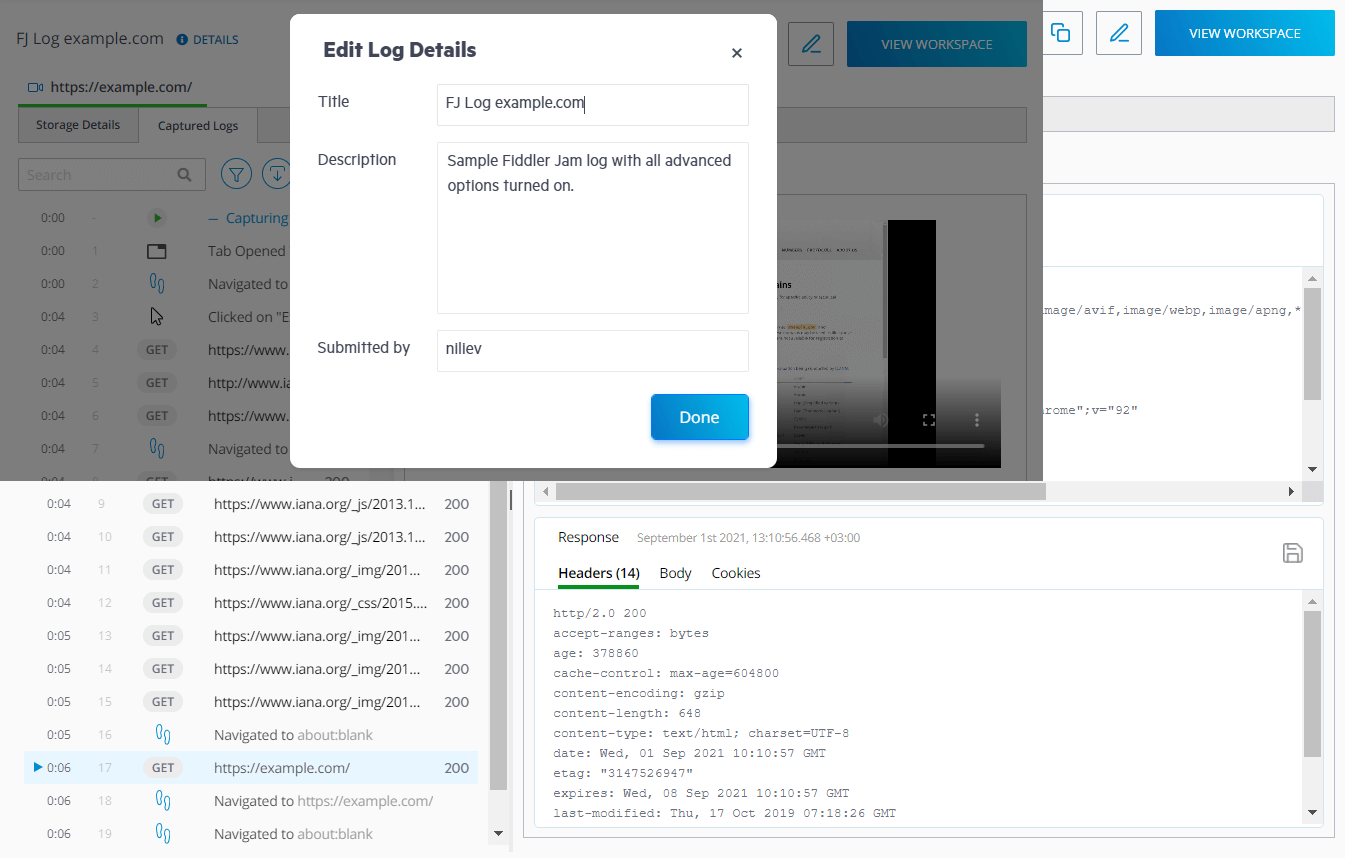 FJ Log example.com DETAILS
VIEW WORKSPACE
VIEW WORKSPACE
https://example.com/
Storage Details
Captured Logs
Search
0:00 - – Capturing
0:00 1 Tab Opened
0:00 2 Navigated to
0:04 3 Clicked on "E
0:04 4 GET https://www.
0:04 5 GET http://www.ia
0:04 6 GET https://www.
0:04 7 Navigated to
Edit Log Details
Title
FJ Log example.com
Description
Sample Fiddler Jam log with all advanced
options turned on.
Submitted by
niliev
Done
mage/avif,image/webp,image/apng,*
rome";v="92"
0:04 9 GET https://www.iana.org/_js/2013.1... 200
0:04 10 GET https://www.iana.org/_js/2013.1... 200
0:04 11 GET https://www.iana.org/_img/201... 200
0:04 12 GET https://www.iana.org/_css/2015.... 200
0:05 13 GET https://www.iana.org/_img/201... 200
0:05 14 GET https://www.iana.org/_img/201... 200
0:05 15 GET https://www.iana.org/_img/201... 200
0:05 16 Navigated to about:blank
0:06 17 GET https://example.com/ 200
0:06 18 Navigated to https://example.com/
0:06 19 Navigated to about:blank
Response September 1st 2021, 13:10:56.468 +03:00
Headers (14) Body Cookies
http/2.0 200
accept-ranges: bytes
age: 378860
cache-control: max-age=604800
content-encoding: gzip
content-length: 648
content-type: text/html; charset=UTF-8
date: Wed, 01 Sep 2021 10:10:57 GMT
etag: "3147526947"
expires: Wed, 08 Sep 2021 10:10:57 GMT
last-modified: Thu, 17 Oct 2019 07:18:26 GMT